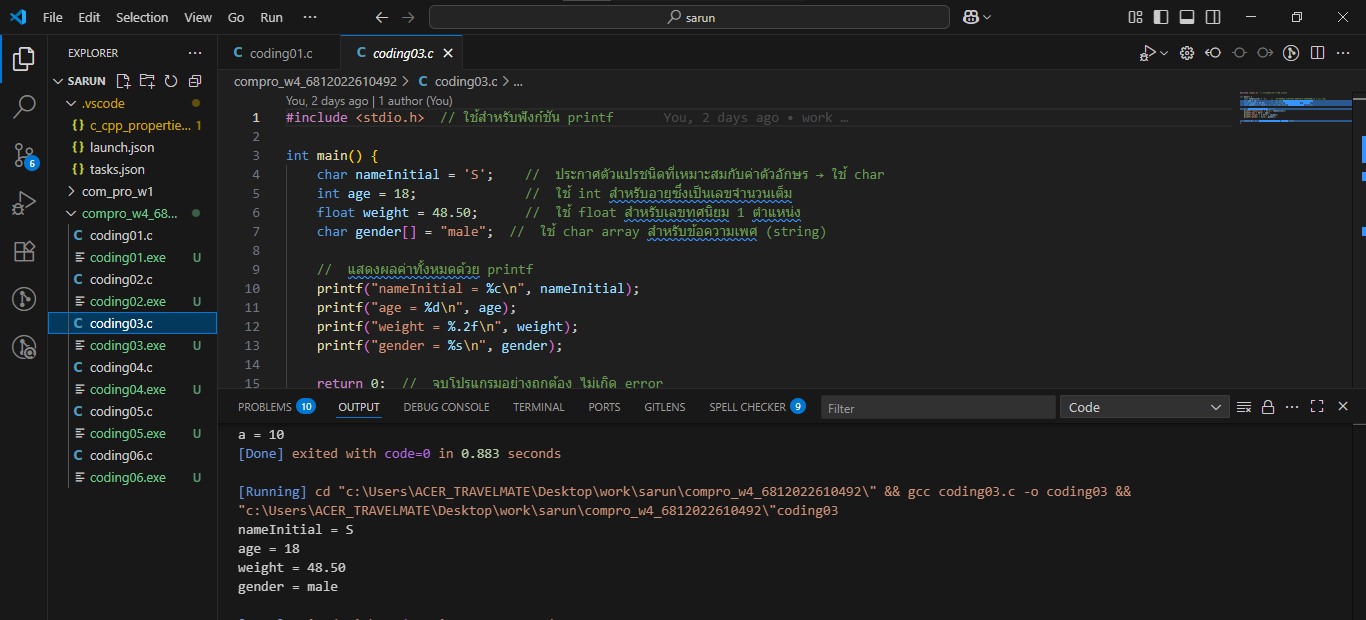 File Edit Selection View Go Run ··· sarun
EXPLORER ···
SARUN
.vscode
{} c_cpp_propertie... 1
{} launch.json
{} tasks.json
com_pro_w1
compro_w4_68...
C coding01.c
coding01.exe U
C coding02.c
coding02.exe U
C coding03.c
coding03.exe U
C coding04.c
coding04.exe U
C coding05.c
coding05.exe U
C coding06.c
coding06.exe U
6
C coding01.c C coding03.c
compro_w4_6812022610492 > C coding03.c > ...
You, 2 days ago | 1 author (You)
1 #include <stdio.h>  // ใช้สำหรับฟังก์ชัน printf You, 2 days ago • work …
2
3 int main() {
4 char nameInitial = 'S';    //  ประกาศตัวแปรชนิดที่เหมาะสมกับค่าตัวอักษร → ใช้ char
5 int age = 18;              //  ใช้ int สำหรับอายุซึ่งเป็นเลขจำนวนเต็ม
6 float weight = 48.50;      //  ใช้ float สำหรับเลขทศนิยม 1 ตำแหน่ง
7 char gender[] = "male";  //  ใช้ char array สำหรับข้อความเพศ (string)
8
9 //  แสดงผลค่าทั้งหมดด้วย printf
10 printf("nameInitial = %c\n", nameInitial);
11 printf("age = %d\n", age);
12 printf("weight = %.2f\n", weight);
13 printf("gender = %s\n", gender);
14
15 return 0;  //  จบโปรแกรมอย่างถูกต้อง ไม่เกิด error
PROBLEMS 10 OUTPUT DEBUG CONSOLE TERMINAL PORTS GITLENS SPELL CHECKER 9 Filter Code
a = 10
[Done] exited with code=0 in 0.883 seconds
[Running] cd "c:\Users\ACER_TRAVELMATE\Desktop\work\sarun\compro_w4_6812022610492\" && gcc coding03.c -o coding03 &&
"c:\Users\ACER_TRAVELMATE\Desktop\work\sarun\compro_w4_6812022610492\"coding03
nameInitial = S
age = 18
weight = 48.50
gender = male